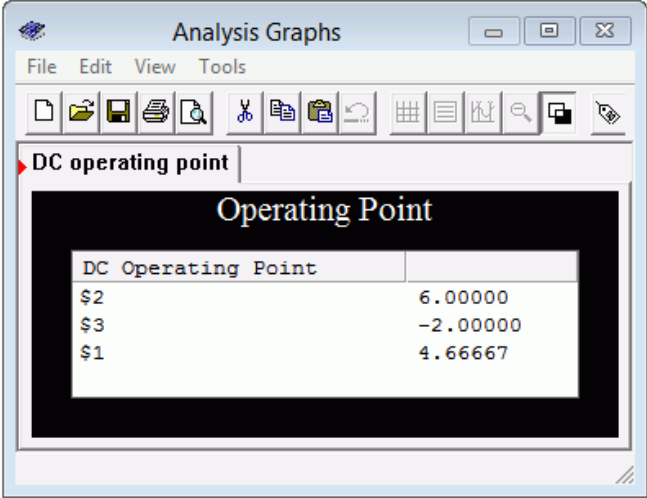 Analysis Graphs
File Edit View Tools
DC operating point
Operating Point
DC Operating Point
$2 6.00000
$3 -2.00000
$1 4.66667